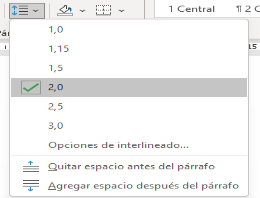 1 Central
¶ 2 C
1,0
1,15
1,5
2,0
2,5
3,0
Opciones de interlineado...
Quitar espacio antes del párrafo
Agregar espacio después del párrafo